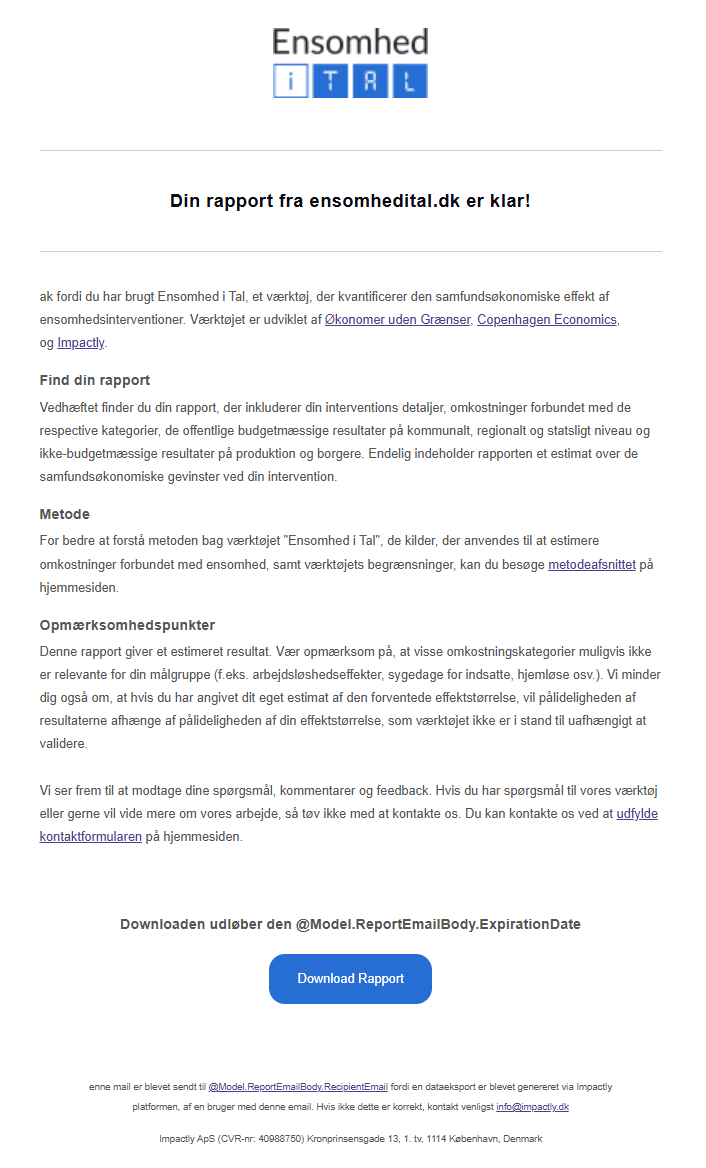 Ensomhed
i TAL
Din rapport fra ensomhedital.dk er klar!
ak fordi du har brugt Ensomhed i Tal, et værktøj, der kvantificerer den samfundsøkonomiske effekt af
ensomhedsinterventioner. Værktøjet er udviklet af Økonomer uden Grænser, Copenhagen Economics,
og Impactly.
Find din rapport
Vedhæftet finder du din rapport, der inkluderer din interventions detaljer, omkostninger forbundet med de
respective kategorier, de offentlige budgetmæssige resultater på kommunalt, regionalt og statsligt niveau og
ikke-budgetmæssige resultater på produktion og borgere. Endelig indeholder rapporten et estimat over de
samfundsøkonomiske gevinster ved din intervention.
Metode
For bedre at forstå metoden bag værktøjet "Ensomhed i Tal", de kilder, der anvendes til at estimere
omkostninger forbundet med ensomhed, samt værktøjets begrænsninger, kan du besøge metodeafsnittet på
hjemmesiden.
Opmærksomhedspunkter
Denne rapport giver et estimeret resultat. Vær opmærksom på, at visse omkostningskategorier muligvis ikke
er relevante for din målgruppe (f.eks. arbejdsløshedseffekter, sygedage for indsatte, hjemløse osv.). Vi minder
dig også om, at hvis du har angivet dit eget estimat af den forventede effektstørrelse, vil pålideligheden af
resultaterne afhænge af pålideligheden af din effektstørrelse, som værktøjet ikke er i stand til uafhængigt at
validere.
Vi ser frem til at modtage dine spørgsmål, kommentarer og feedback. Hvis du har spørgsmål til vores værktøj
eller gerne vil vide mere om vores arbejde, så tøv ikke med at kontakte os. Du kan kontakte os ved at udfylde
kontaktformularen på hjemmesiden.
Downloaden udløber den @Model.ReportEmailBody.ExpirationDate
Download Rapport
enne mail er blevet sendt til @Model.ReportEmailBody.RecipientEmail fordi en dataeksport er blevet genereret via Impactly
platformen, af en bruger med denne email. Hvis ikke dette er korrekt, kontakt venligst info@impactly.dk
Impactly ApS (CVR-nr: 40988750) Kronprinsensgade 13, 1. tv, 1114 København, Denmark